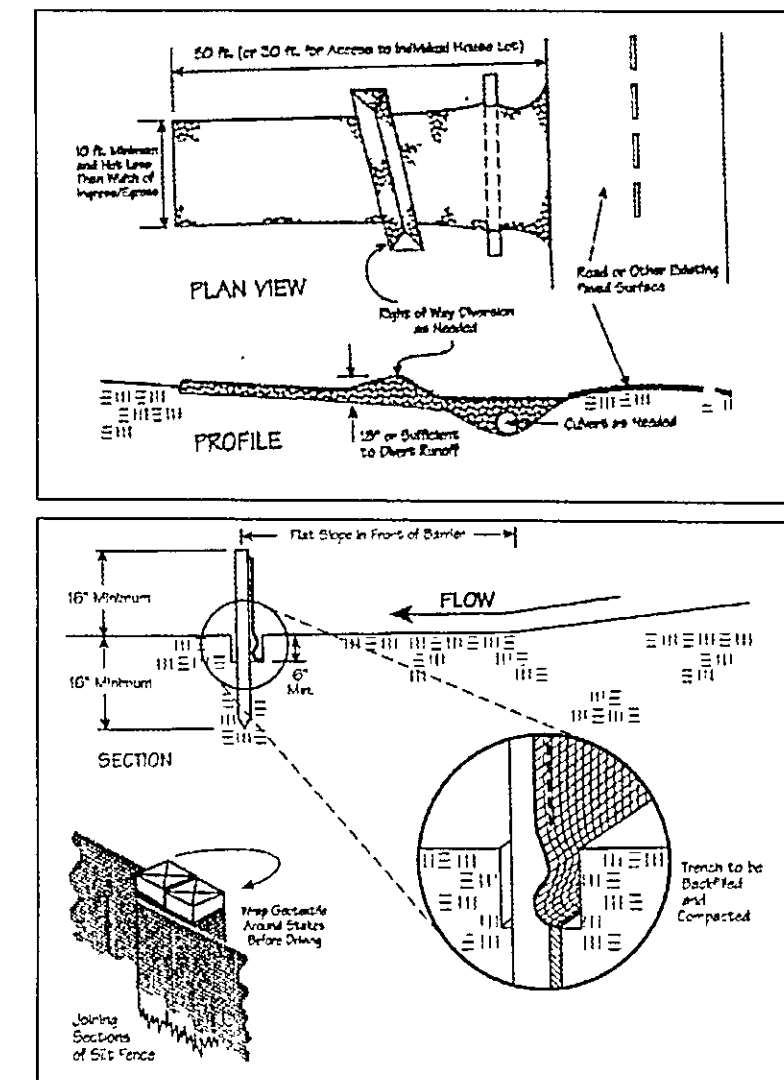 50 ft. (or 30 ft. for Access to Individual House Lot)
10 ft. Minimum
and Not Less
Than Width of
Ingress/Egress
PLAN VIEW
Right of Way Diversion
as Needed
Road or Other Existing
Paved Surface
18" or Sufficient
to Divert Runoff
Culvert as Needed
PROFILE
Flat Slope in Front of Barrier
16" Minimum
FLOW
16" Minimum
6"
Min.
SECTION
Trench to be
Backfilled
and
Compacted
Wrap Geotextile
Around Stakes
Before Driving
Joining
Sections
of Silt Fence